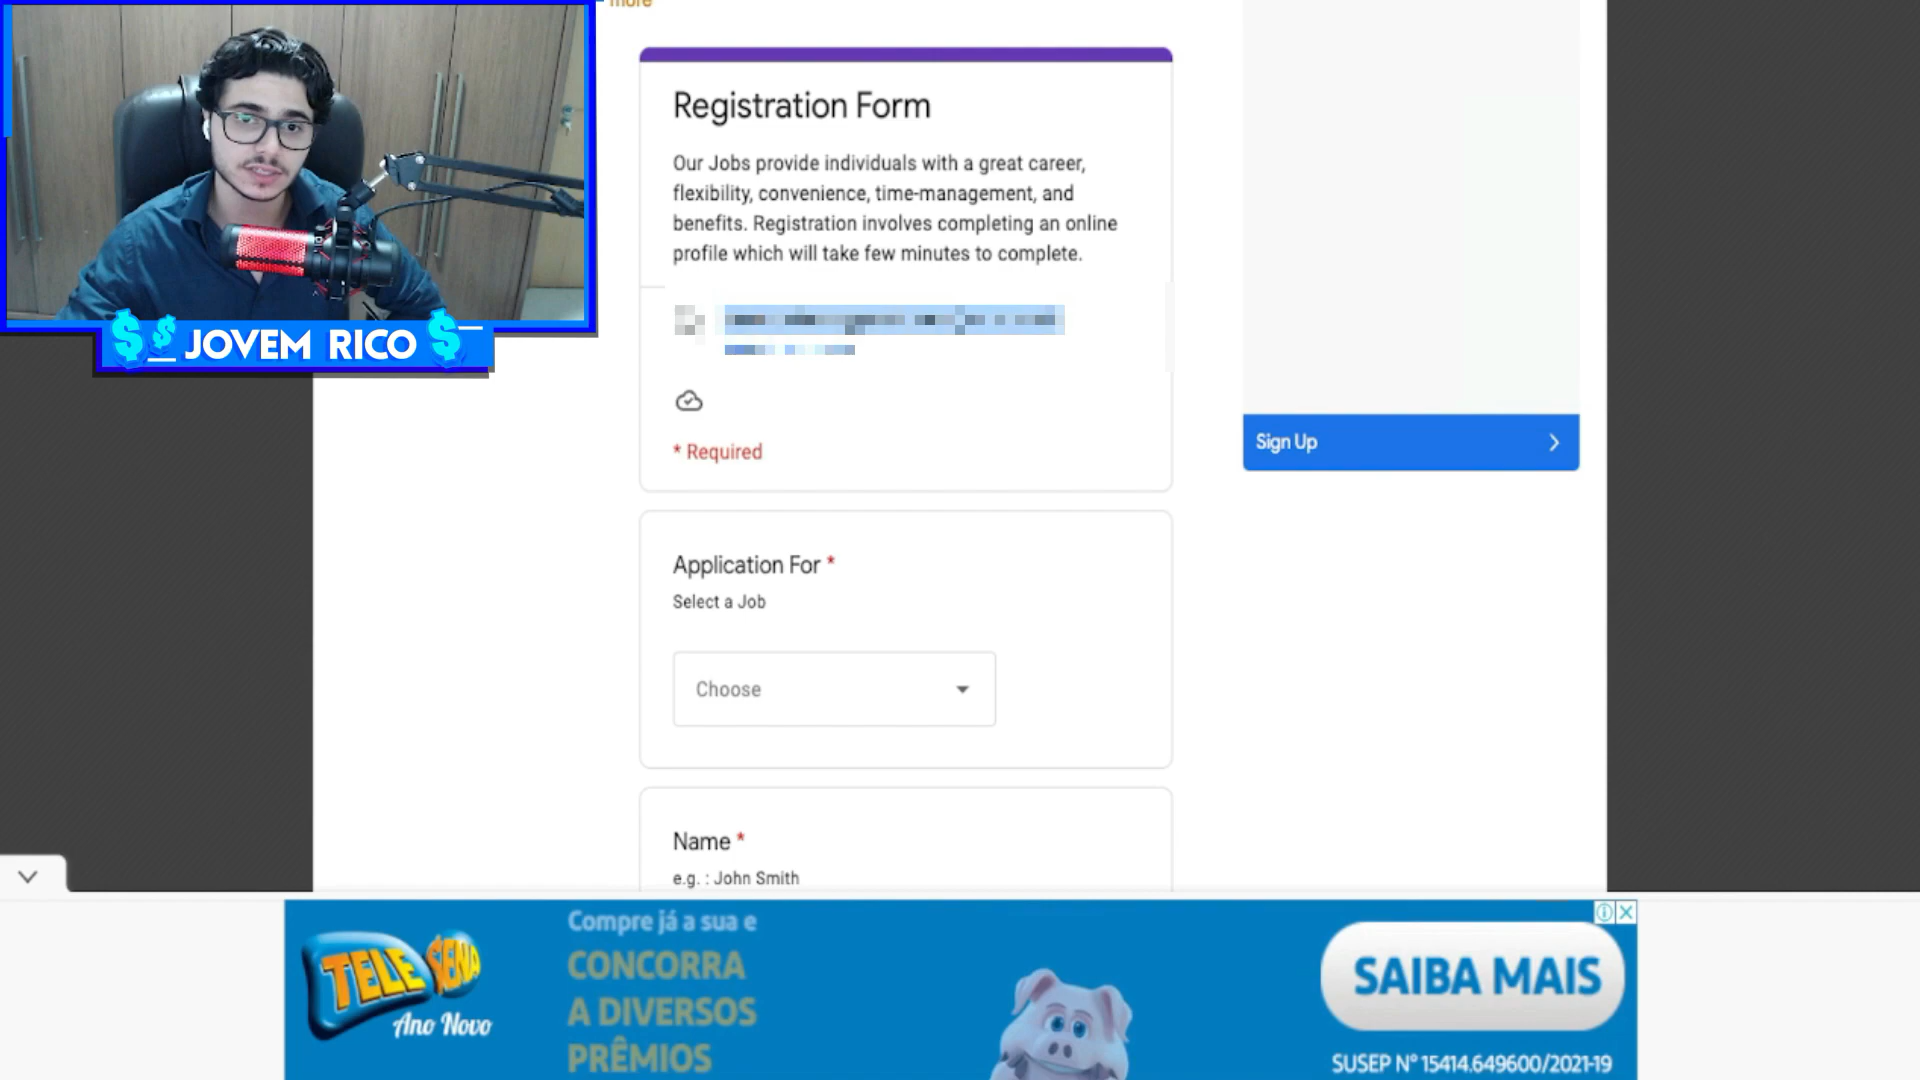 more
Registration Form
Our Jobs provide individuals with a great career,
flexibility, convenience, time-management, and
benefits. Registration involves completing an online
profile which will take few minutes to complete.
$ $ JOVEM RICO $
* Required
Sign Up
Application For *
Select a Job
Choose
Name *
e.g. : John Smith
TELE SENA
Ano Novo
Compre já a sua e
CONCORRA
A DIVERSOS
PRÊMIOS
SAIBA MAIS
SUSEP Nº 15414.649600/2021-19